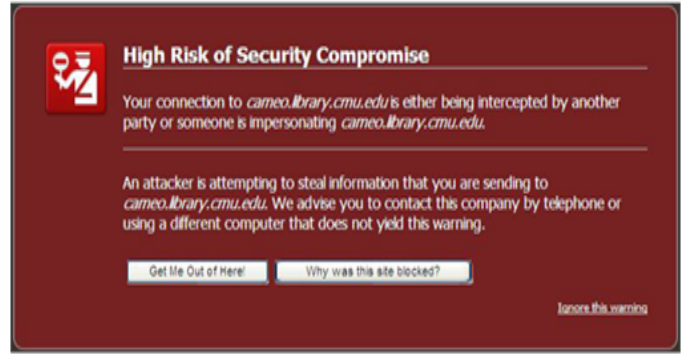 High Risk of Security Compromise
Your connection to cameo.library.cmu.edu is either being intercepted by another
party or someone is impersonating cameo.library.cmu.edu.
An attacker is attempting to steal information that you are sending to
cameo.library.cmu.edu. We advise you to contact this company by telephone or
using a different computer that does not yield this warning.
Get Me Out of Here!
Why was this site blocked?
Ignore this warning